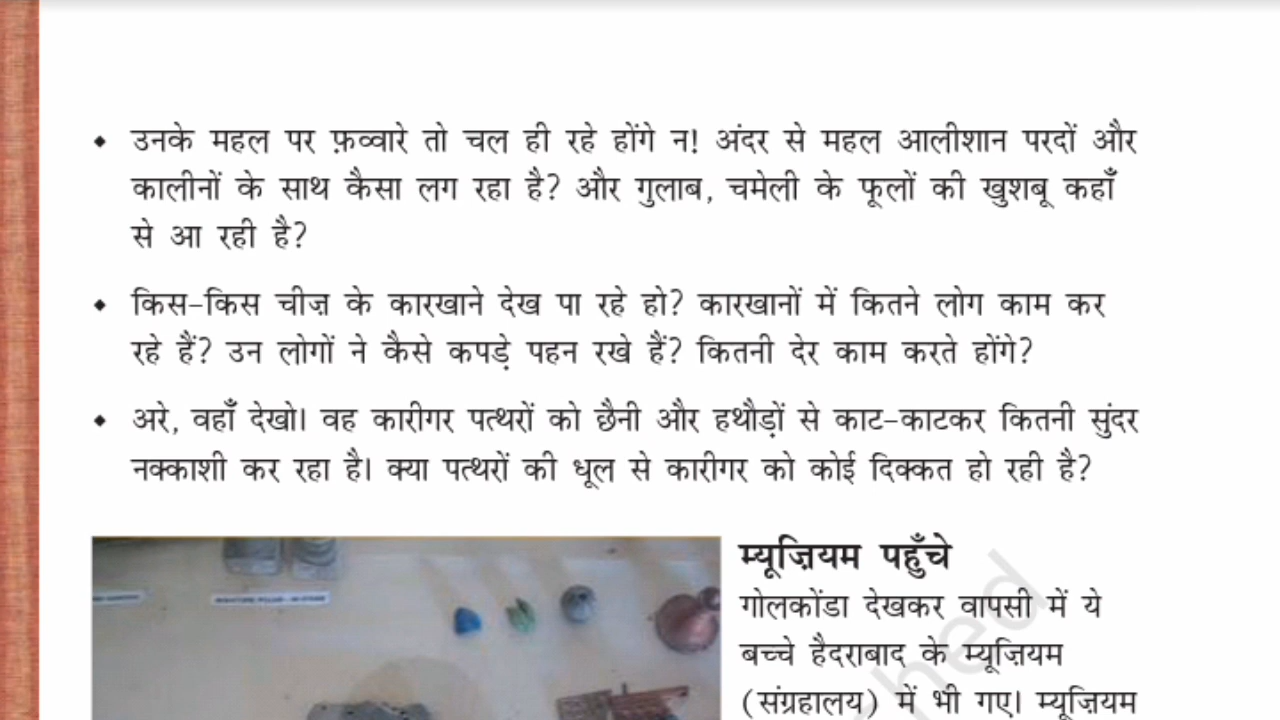 उनके महल पर फ़व्वारे तो चल ही रहे होंगे न! अंदर से महल आलीशान परदों और
कालीनों के साथ कैसा लग रहा है? और गुलाब, चमेली के फूलों की खुशबू कहाँ
से आ रही है?
किस-किस चीज़ के कारखाने देख पा रहे हो? कारखानों में कितने लोग काम कर
रहे हैं? उन लोगों ने कैसे कपड़े पहन रखे हैं? कितनी देर काम करते होंगे?
अरे, वहाँ देखो। वह कारीगर पत्थरों को छैनी और हथौड़ों से काट-काटकर कितनी सुंदर
नक्काशी कर रहा है। क्या पत्थरों की धूल से कारीगर को कोई दिक्कत हो रही है?
म्यूज़ियम पहुँचे
गोलकोंडा देखकर वापसी में ये
बच्चे हैदराबाद के म्यूज़ियम
(संग्रहालय) में भी गए। म्यूज़ियम